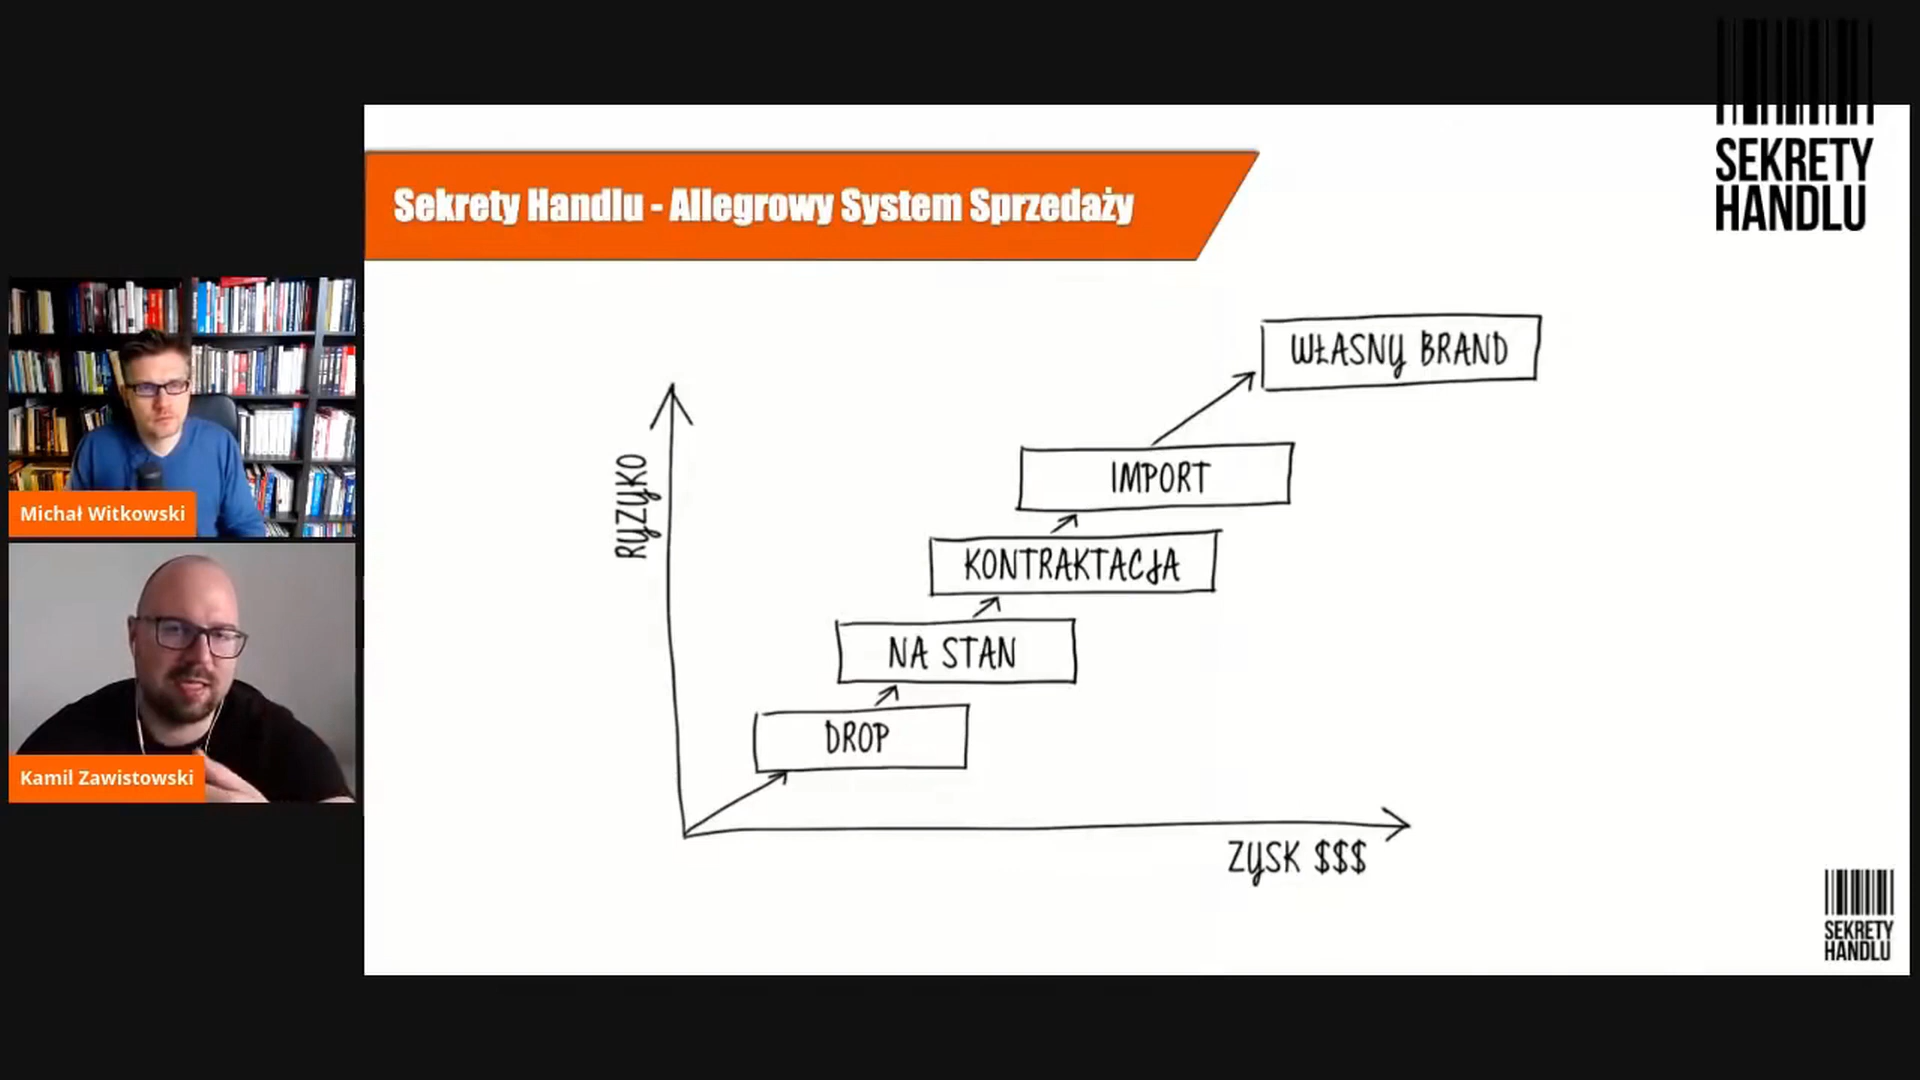 SEKRETY
HANDLU
Sekrety Handlu - Allegrowy System Sprzedaży
WŁASNY BRAND
IMPORT
RYZYKO
KONTRAKTACJA
NA STAN
DROP
ZYSK $$$
Michał Witkowski
Kamil Zawistowski
SEKRETY
HANDLU